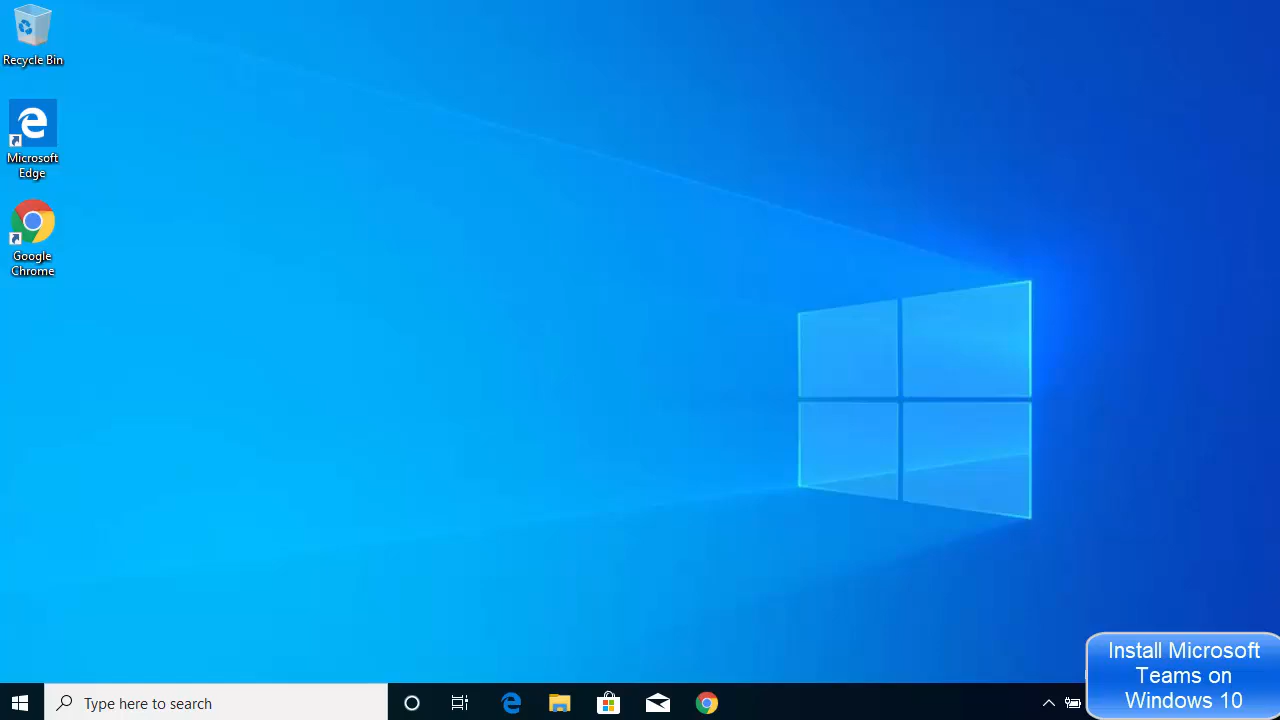 Recycle Bin
Microsoft
Edge
Google
Chrome
Type here to search
Install Microsoft
Teams on
Windows 10